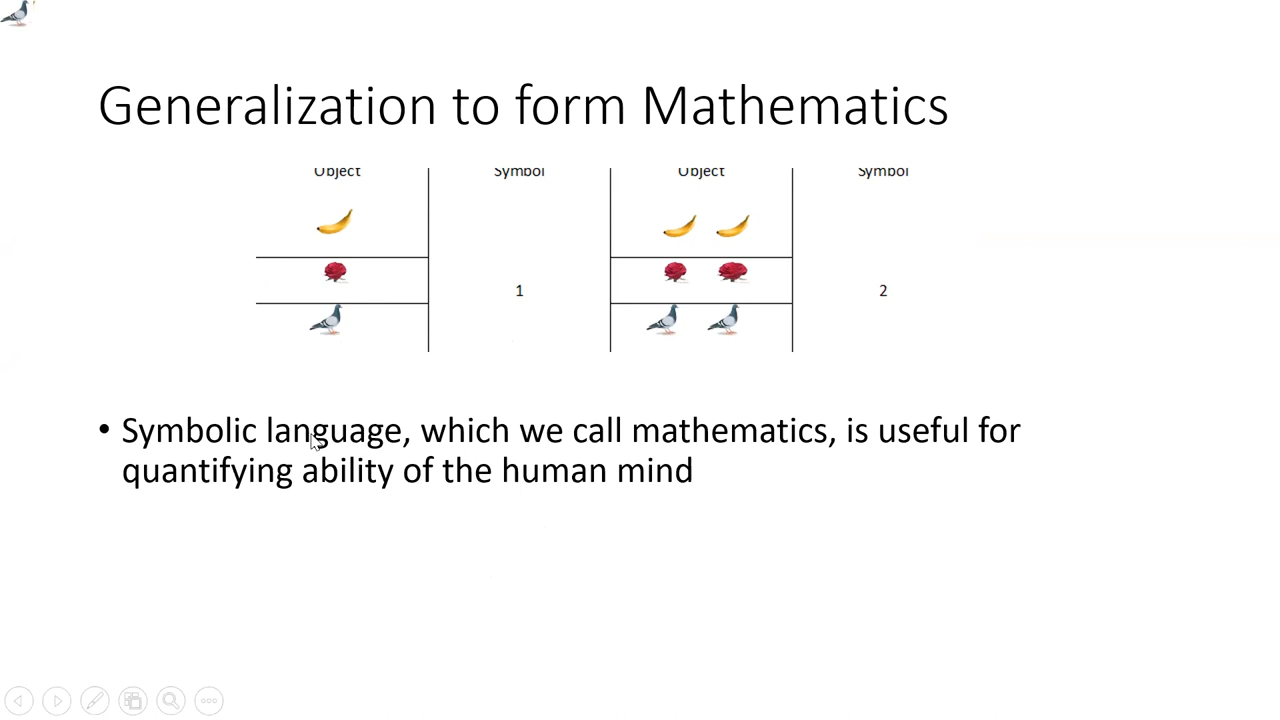 Generalization to form Mathematics
Object Symbol Object Symbol
1 2
• Symbolic language, which we call mathematics, is useful for
quantifying ability of the human mind